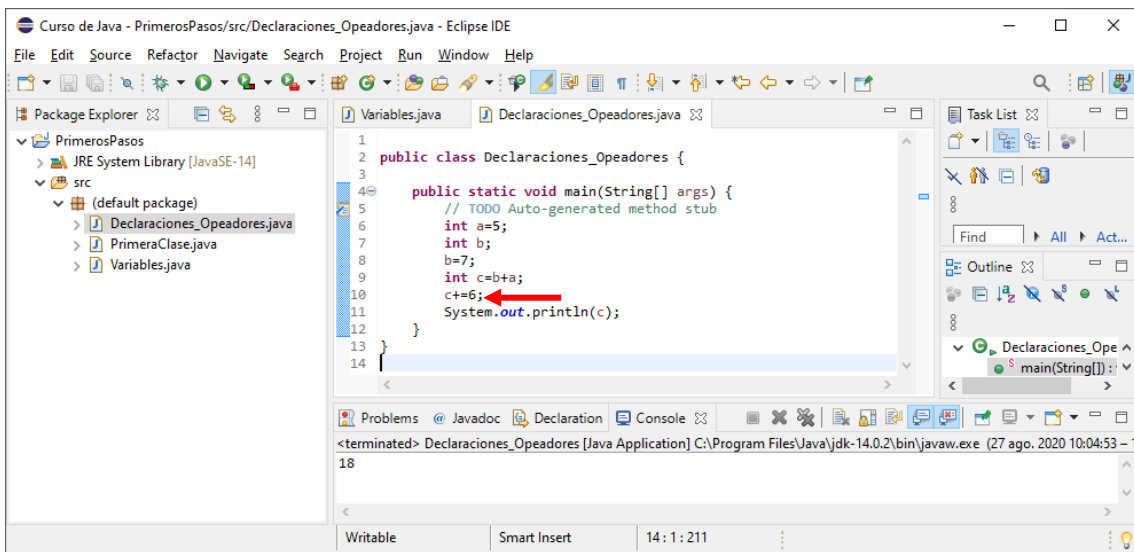 Curso de Java - PrimerosPasos/src/Declaraciones_Opeadores.java - Eclipse IDE
File Edit Source Refactor Navigate Search Project Run Window Help
Package Explorer
PrimerosPasos
JRE System Library [JavaSE-14]
src
(default package)
Declaraciones_Opeadores.java
PrimeraClase.java
Variables.java
Variables.java Declaraciones_Opeadores.java
1
2 public class Declaraciones_Opeadores {
3
4 public static void main(String[] args) {
5 // TODO Auto-generated method stub
6 int a=5;
7 int b;
8 b=7;
9 int c=b+a;
10 c+=6;
11 System.out.println(c);
12 }
13 }
14
Task List
Find All Act...
Outline
Declaraciones_Ope
main(String[]) :
Problems @ Javadoc Declaration Console
<terminated> Declaraciones_Opeadores [Java Application] C:\Program Files\Java\jdk-14.0.2\bin\javaw.exe (27 ago. 2020 10:04:53 –
18
Writable Smart Insert 14 : 1 : 211